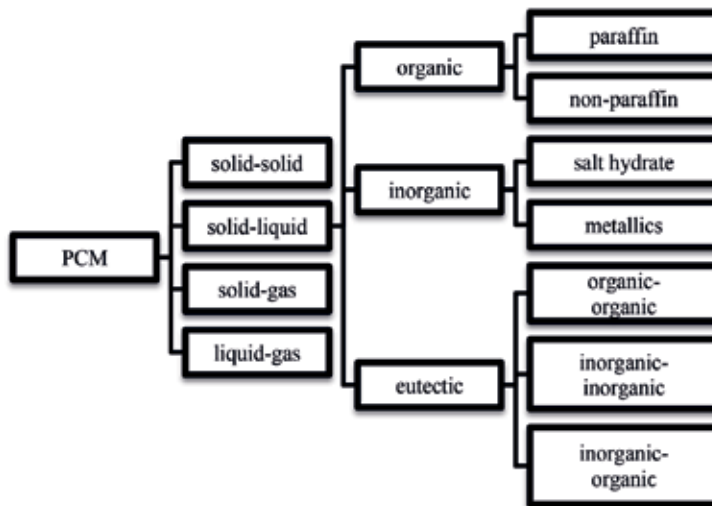 PCM
solid-solid
solid-liquid
solid-gas
liquid-gas
organic
inorganic
eutectic
paraffin
non-paraffin
salt hydrate
metallics
organic-
organic
inorganic-
inorganic
inorganic-
organic